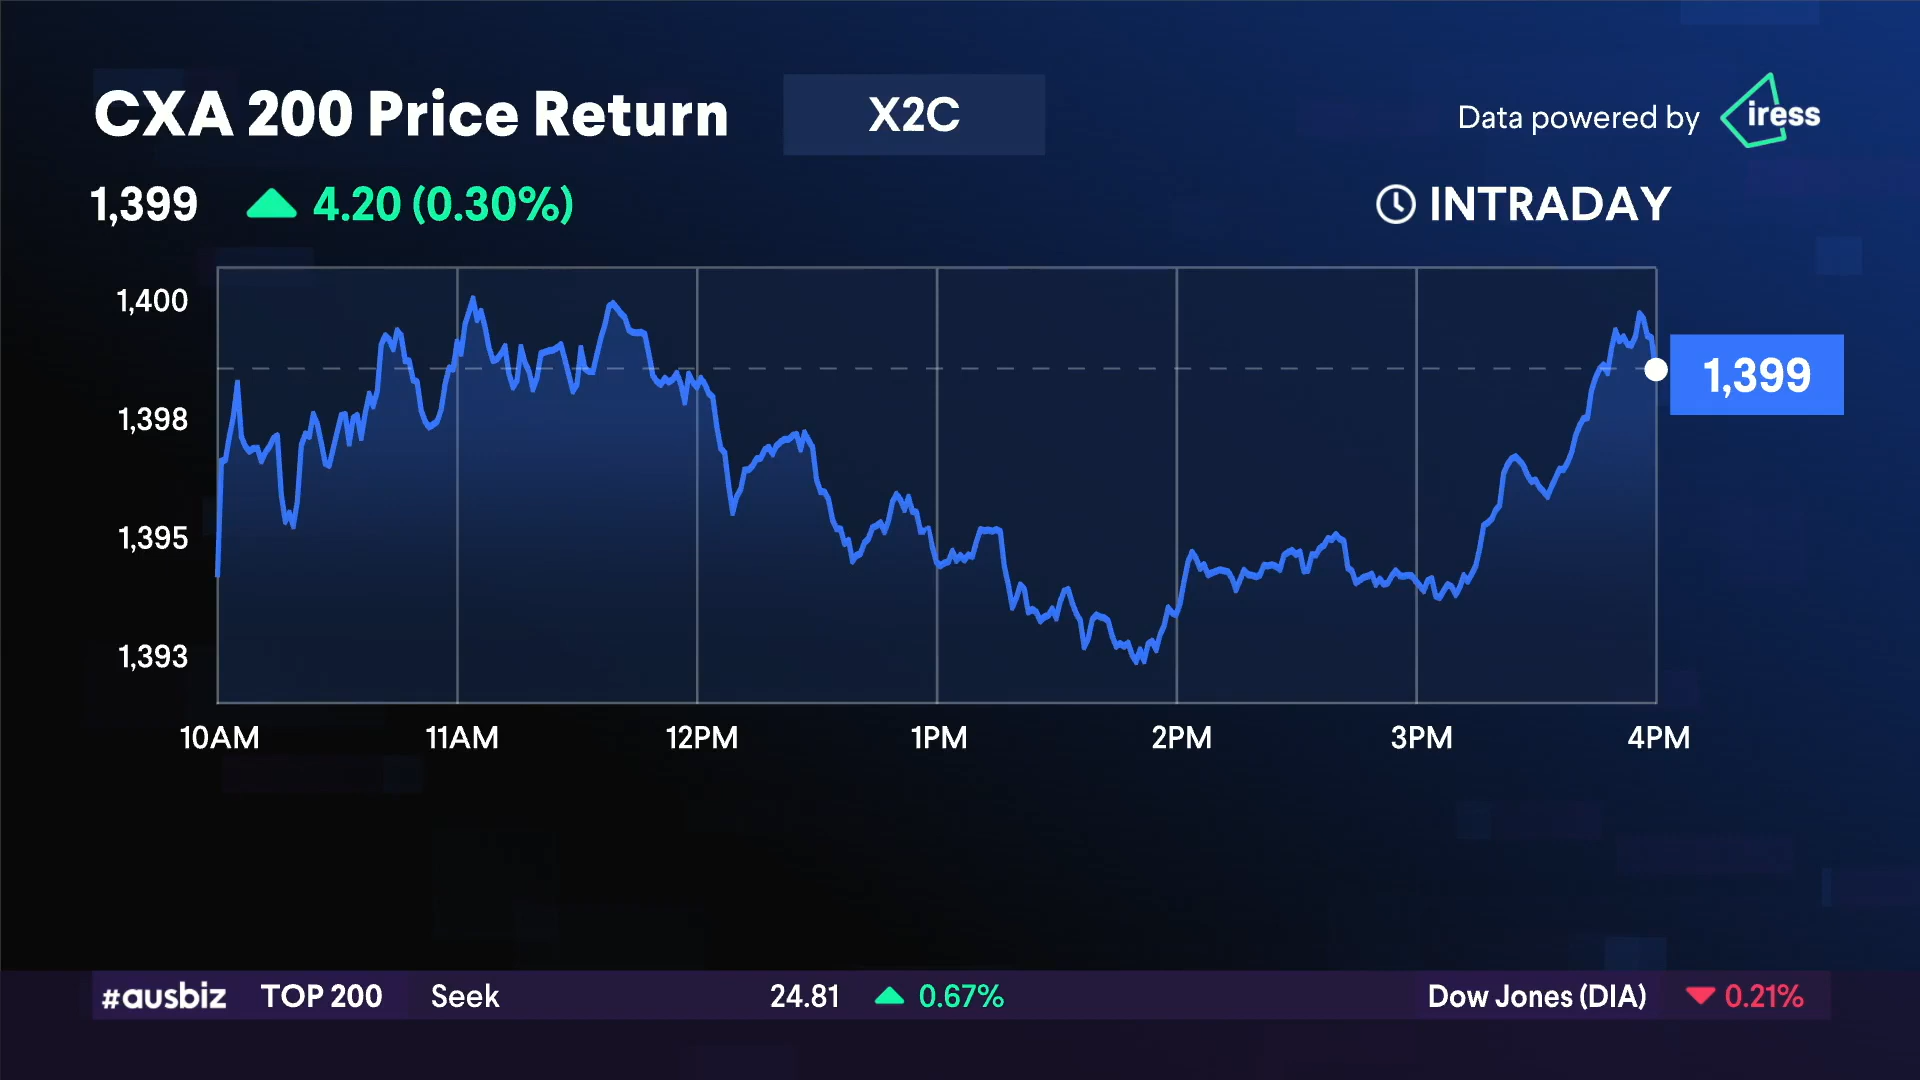 CXA 200 Price Return X2C Data powered by iress
1,399 4.20 (0.30%) INTRADAY
1,400
1,399
1,398
1,395
1,393
10AM 11AM 12PM 1PM 2PM 3PM 4PM
#ausbiz TOP 200 Seek 24.81 0.67% Dow Jones (DIA) 0.21%